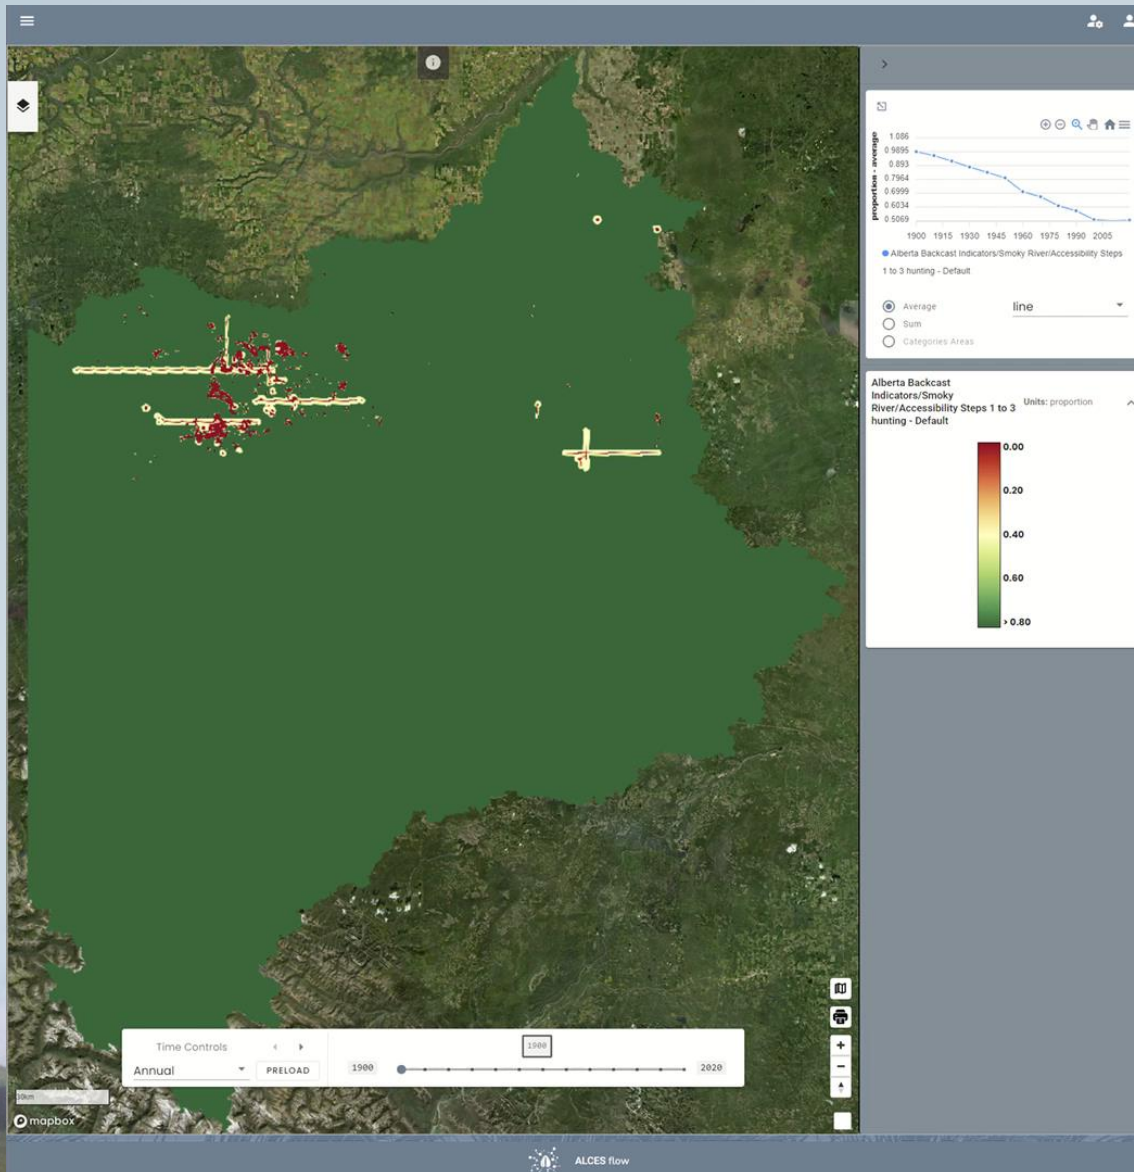 1.086
0.9895
0.893
0.7964
0.6999
0.6034
0.5069
proportion - average
1900 1915 1930 1945 1960 1975 1990 2005
Alberta Backcast Indicators/Smoky River/Accessibility Steps
1 to 3 hunting - Default
Average
line
Sum
Categories Areas
Alberta Backcast
Indicators/Smoky
River/Accessibility Steps 1 to 3
hunting - Default
Units: proportion
0.00
0.20
0.40
0.60
> 0.80
Time Controls
1900
Annual
PRELOAD
1900
2020
30km
mapbox
ALCES flow